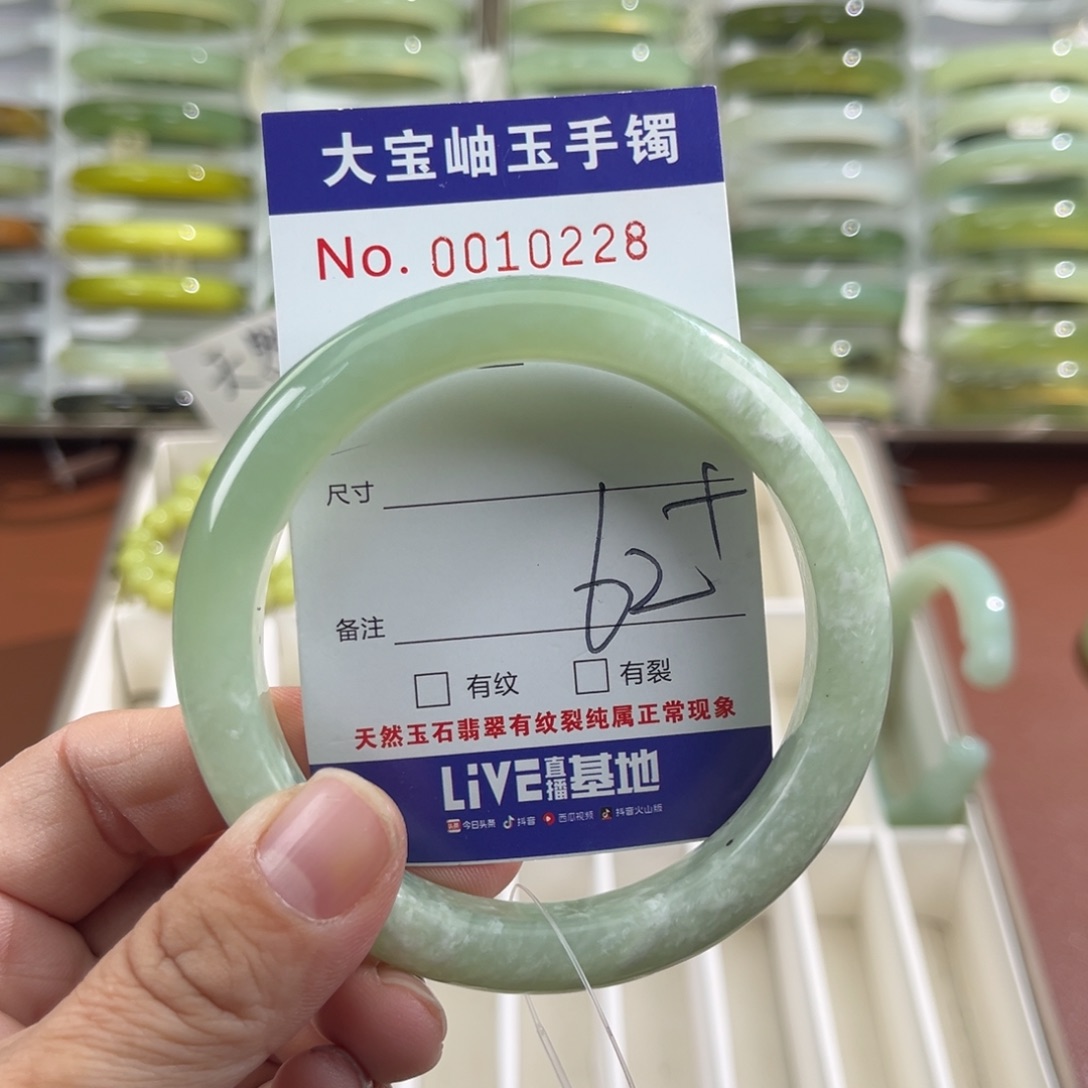 大宝岫玉手镯
No. 0010228
尺寸
62+
备注
□ 有纹 □ 有裂
天然玉石翡翠有纹裂纯属正常现象
LiVE直播基地
今日头条 抖音 西瓜视频 抖音火山版
天然